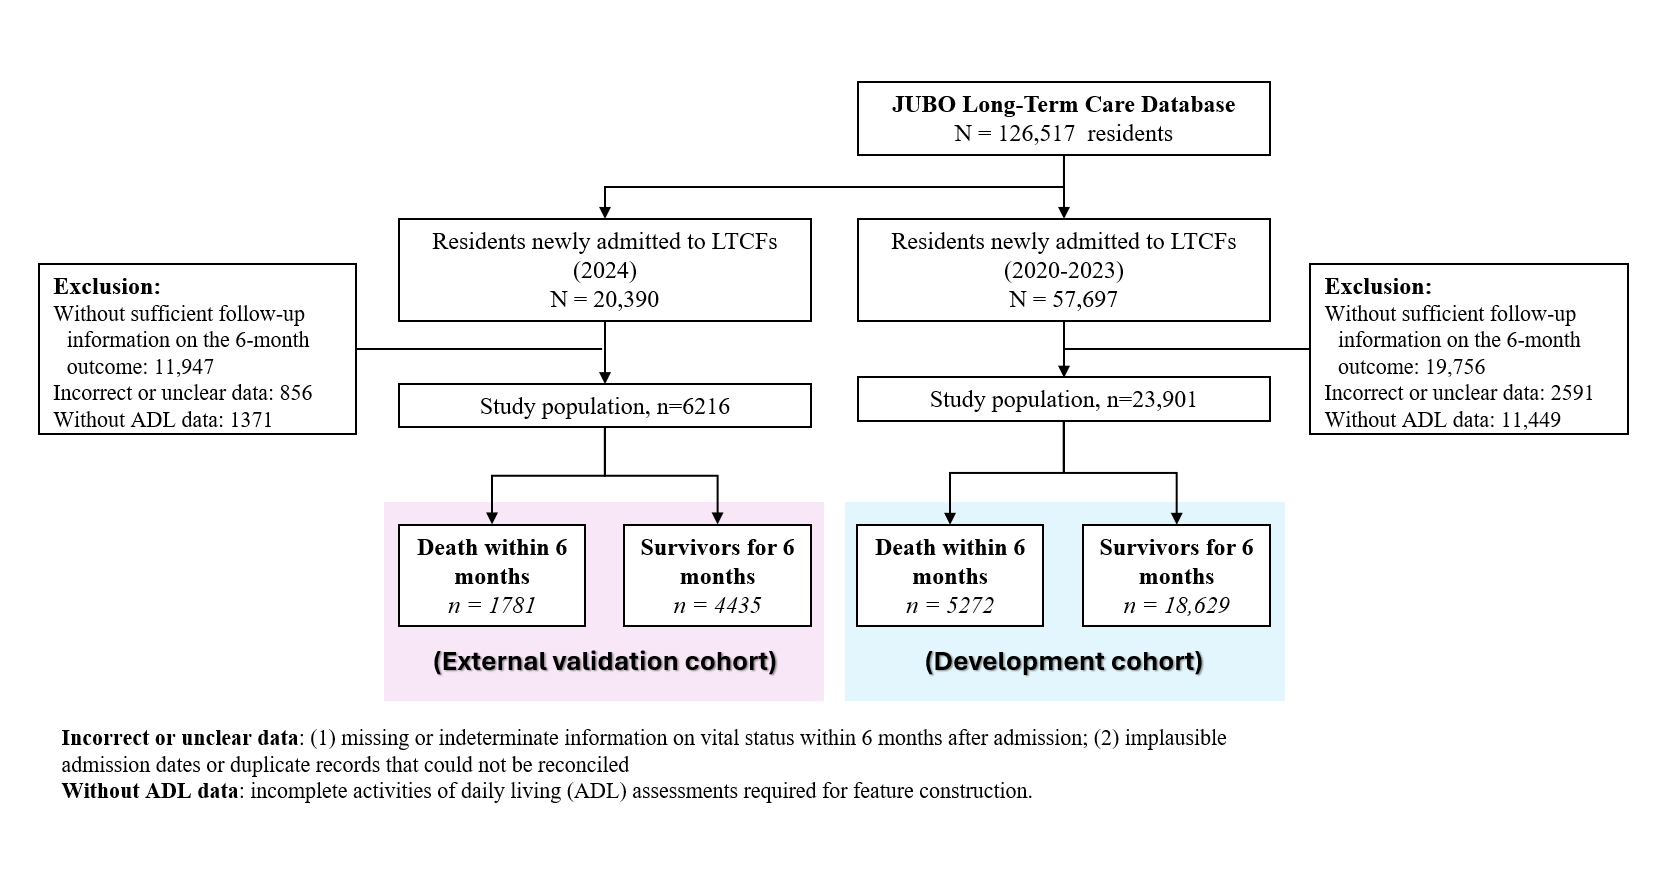 JUBO Long-Term Care Database
N = 126,517 residents
Residents newly admitted to LTCFs
(2024)
N = 20,390
Residents newly admitted to LTCFs
(2020-2023)
N = 57,697
Exclusion:
Without sufficient follow-up
information on the 6-month
outcome: 11,947
Incorrect or unclear data: 856
Without ADL data: 1371
Exclusion:
Without sufficient follow-up
information on the 6-month
outcome: 19,756
Incorrect or unclear data: 2591
Without ADL data: 11,449
Study population, n=6216
Study population, n=23,901
Death within 6
months
n = 1781
Survivors for 6
months
n = 4435
(External validation cohort)
Death within 6
months
n = 5272
Survivors for 6
months
n = 18,629
(Development cohort)
Incorrect or unclear data: (1) missing or indeterminate information on vital status within 6 months after admission; (2) implausible
admission dates or duplicate records that could not be reconciled
Without ADL data: incomplete activities of daily living (ADL) assessments required for feature construction.